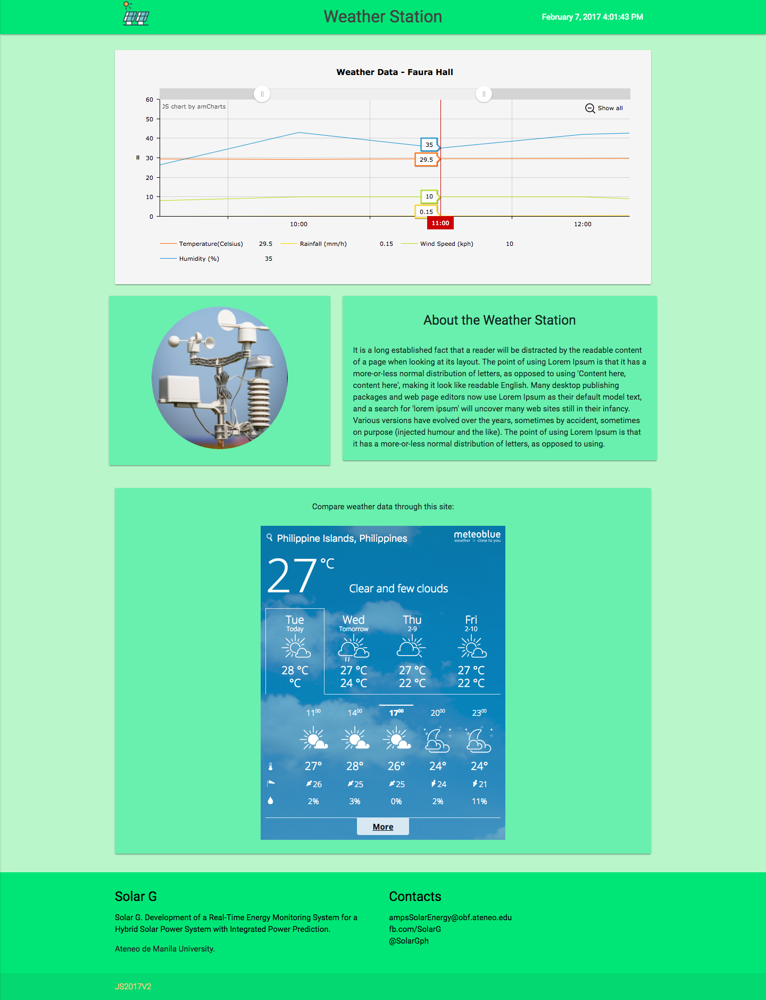 Weather Station
February 7, 2017 4:01:43 PM
Weather Data - Faura Hall
JS chart by amCharts
Show all
60
50
40
30
20
10
0
35
29.5
10
0.15
10:00
11:00
12:00
Temperature(Celsius) 29.5 Rainfall (mm/h) 0.15 Wind Speed (kph) 10
Humidity (%) 35
About the Weather Station
It is a long established fact that a reader will be distracted by the readable content
of a page when looking at its layout. The point of using Lorem Ipsum is that it has a
more-or-less normal distribution of letters, as opposed to using 'Content here,
content here', making it look like readable English. Many desktop publishing
packages and web page editors now use Lorem Ipsum as their default model text,
and a search for 'lorem ipsum' will uncover many web sites still in their infancy.
Various versions have evolved over the years, sometimes by accident, sometimes
on purpose (injected humour and the like). The point of using Lorem Ipsum is that
it has a more-or-less normal distribution of letters, as opposed to using.
Compare weather data through this site:
Philippine Islands, Philippines
meteoblue
weather ☼ close to you
27 °C
Clear and few clouds
Tue Wed Thu Fri
Today Tomorrow 2-9 2-10
28 °C 27 °C 27 °C 27 °C
°C 24 °C 22 °C 22 °C
11⁰⁰ 14⁰⁰ 17⁰⁰ 20⁰⁰ 23⁰⁰
27° 28° 26° 24° 24°
26 25 25 24 21
2% 3% 0% 2% 11%
More
Solar G
Solar G. Development of a Real-Time Energy Monitoring System for a
Hybrid Solar Power System with Integrated Power Prediction.
Ateneo de Manila University.
Contacts
ampsSolarEnergy@obf.ateneo.edu
fb.com/SolarG
@SolarGph
JS2017V2